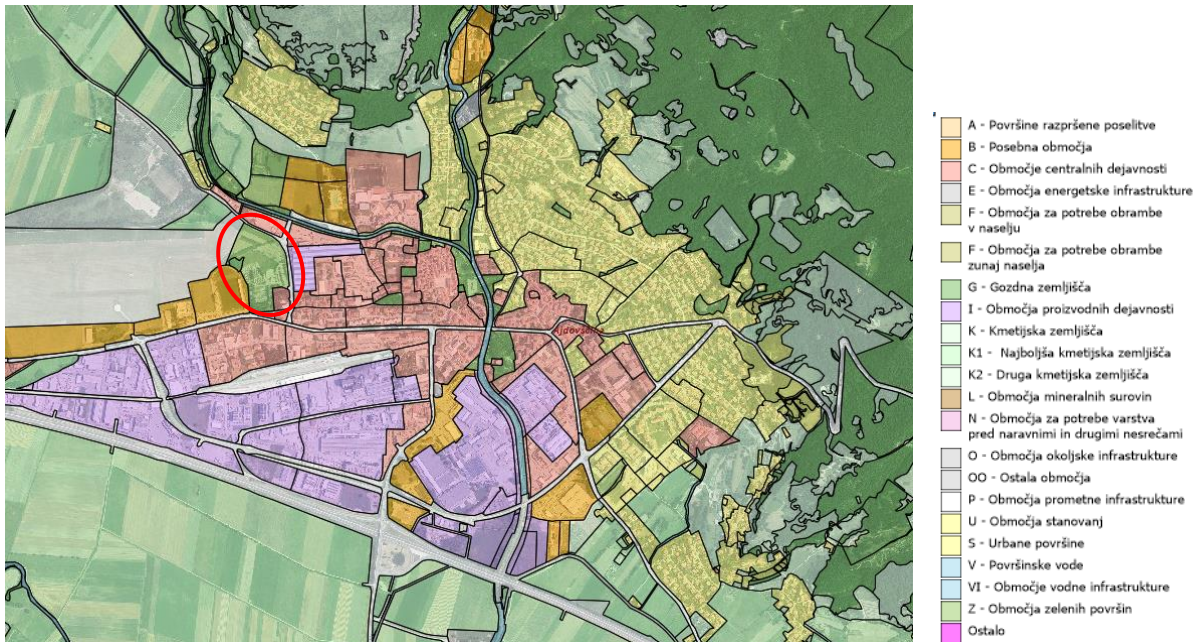 Ajdovščina
A - Površine razpršene poselitve
B - Posebna območja
C - Območje centralnih dejavnosti
E - Območja energetske infrastrukture
F - Območja za potrebe obrambe
v naselju
F - Območja za potrebe obrambe
zunaj naselja
G - Gozdna zemljišča
I - Območja proizvodnih dejavnosti
K - Kmetijska zemljišča
K1 - Najboljša kmetijska zemljišča
K2 - Druga kmetijska zemljišča
L - Območja mineralnih surovin
N - Območja za potrebe varstva
pred naravnimi in drugimi nesrečami
O - Območja okoljske infrastrukture
OO - Ostala območja
P - Območja prometne infrastrukture
U - Območja stanovanj
S - Urbane površine
V - Površinske vode
VI - Območje vodne infrastrukture
Z - Območja zelenih površin
Ostalo